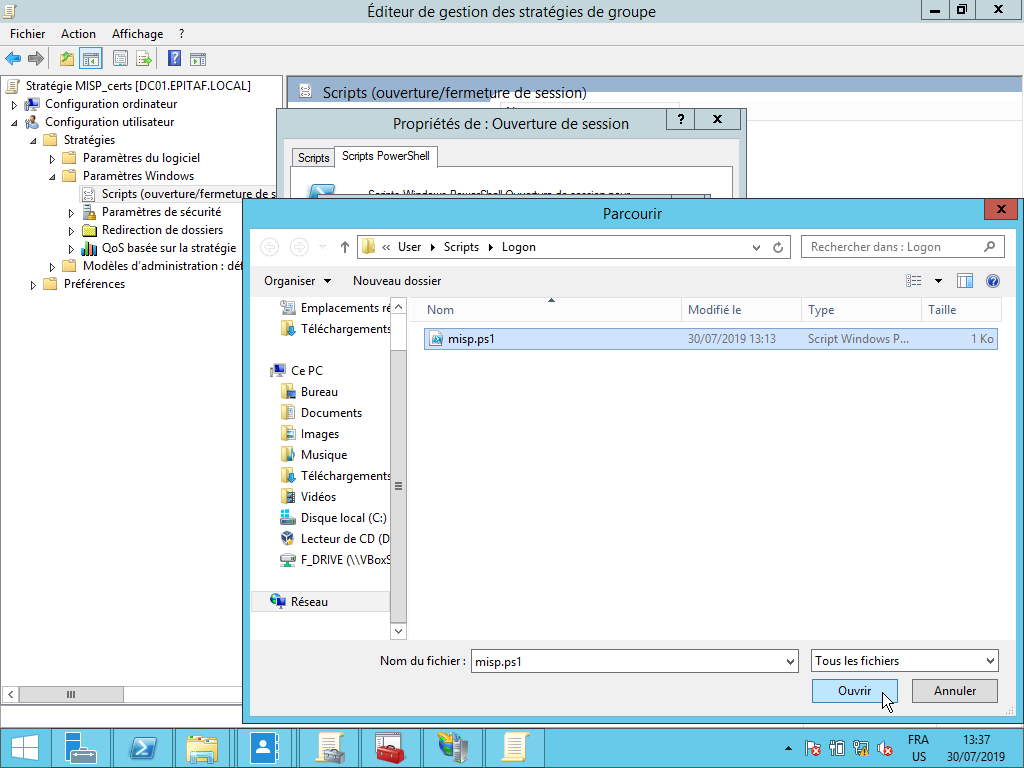 Éditeur de gestion des stratégies de groupe
Fichier Action Affichage ?
Stratégie MISP_certs [DC01.EPITAF.LOCAL]
Configuration ordinateur
Configuration utilisateur
Stratégies
Paramètres du logiciel
Paramètres Windows
Scripts (ouverture/fermeture de s
Paramètres de sécurité
Redirection de dossiers
QoS basée sur la stratégie
Modèles d'administration : déf
Préférences
Scripts (ouverture/fermeture de session)
Propriétés de : Ouverture de session
? X
Scripts Scripts PowerShell
Scripts Windows PowerShell Ouverture de session pour
Parcourir
« User Scripts Logon
Rechercher dans : Logon
Organiser Nouveau dossier
Emplacements ré
Téléchargements
Ce PC
Bureau
Documents
Images
Musique
Téléchargements
Vidéos
Disque local (C:)
Lecteur de CD (D
F_DRIVE (\\VBoxS
Réseau
Nom Modifié le Type Taille
misp.ps1 30/07/2019 13:13 Script Windows P... 1 Ko
Nom du fichier : misp.ps1 Tous les fichiers
Ouvrir Annuler
FRA 13:37
US 30/07/2019